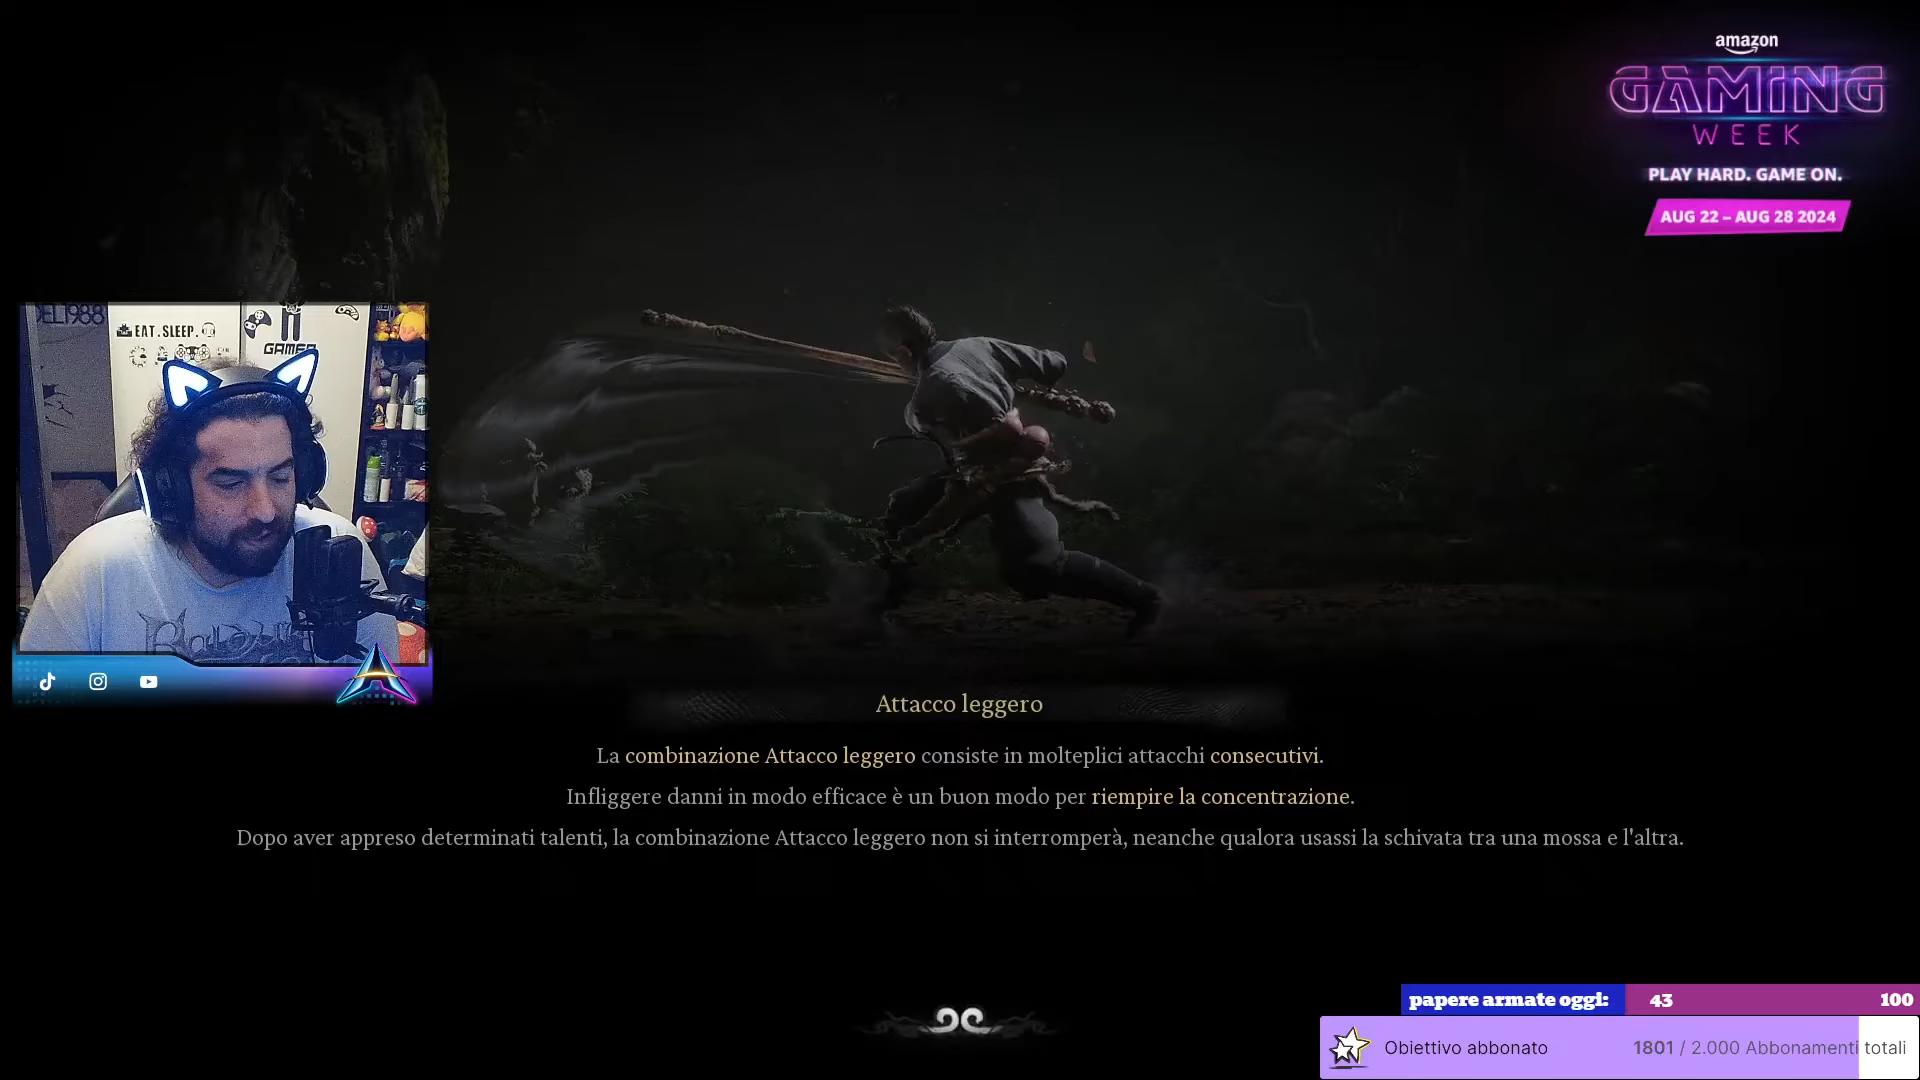 amazon
GAMING
WEEK
PLAY HARD. GAME ON.
AUG 22 – AUG 28 2024
EAT.SLEEP.
GAMER
Attacco leggero
La combinazione Attacco leggero consiste in molteplici attacchi consecutivi.
Infliggere danni in modo efficace è un buon modo per riempire la concentrazione.
Dopo aver appreso determinati talenti, la combinazione Attacco leggero non si interromperà, neanche qualora usassi la schivata tra una mossa e l'altra.
papere armate oggi: 43 100
Obiettivo abbonato 1801 / 2.000 Abbonamenti totali